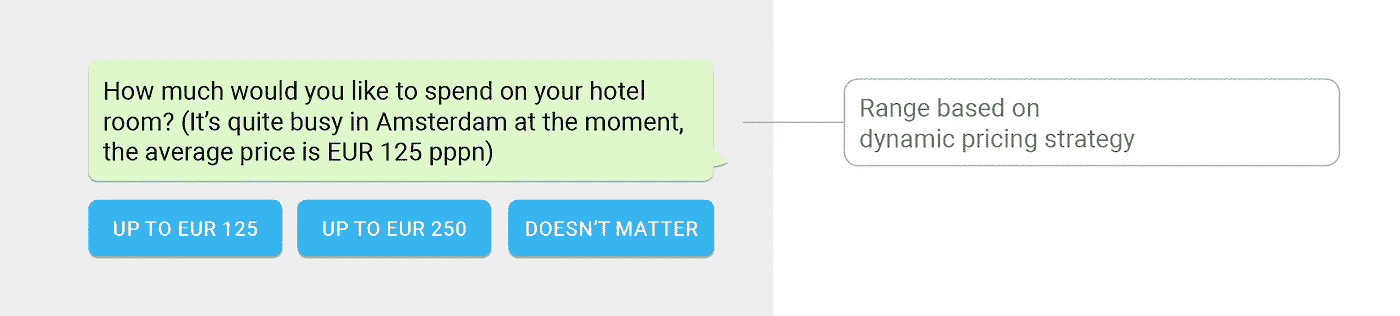 How much would you like to spend on your hotel
room? (It’s quite busy in Amsterdam at the moment,
the average price is EUR 125 pppn)
UP TO EUR 125
UP TO EUR 250
DOESN’T MATTER
Range based on
dynamic pricing strategy